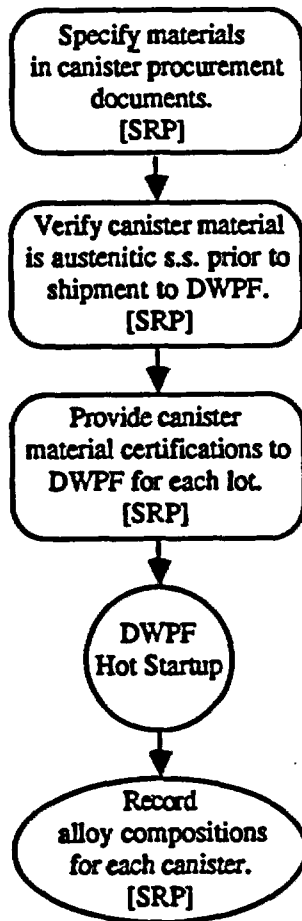 Specify materials
in canister procurement
documents.
[SRP]
Verify canister material
is austenitic s.s. prior to
shipment to DWPF.
[SRP]
Provide canister
material certifications to
DWPF for each lot.
[SRP]
DWPF
Hot Startup
Record
alloy compositions
for each canister.
[SRP]